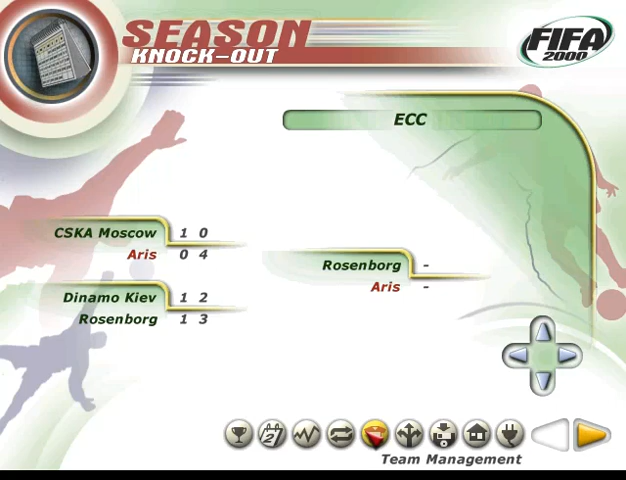 SEASON
KNOCK-OUT
FIFA
2000
ECC
CSKA Moscow 1 0
Aris 0 4
Dinamo Kiev 1 2
Rosenborg 1 3
Rosenborg -
Aris -
2
Team Management